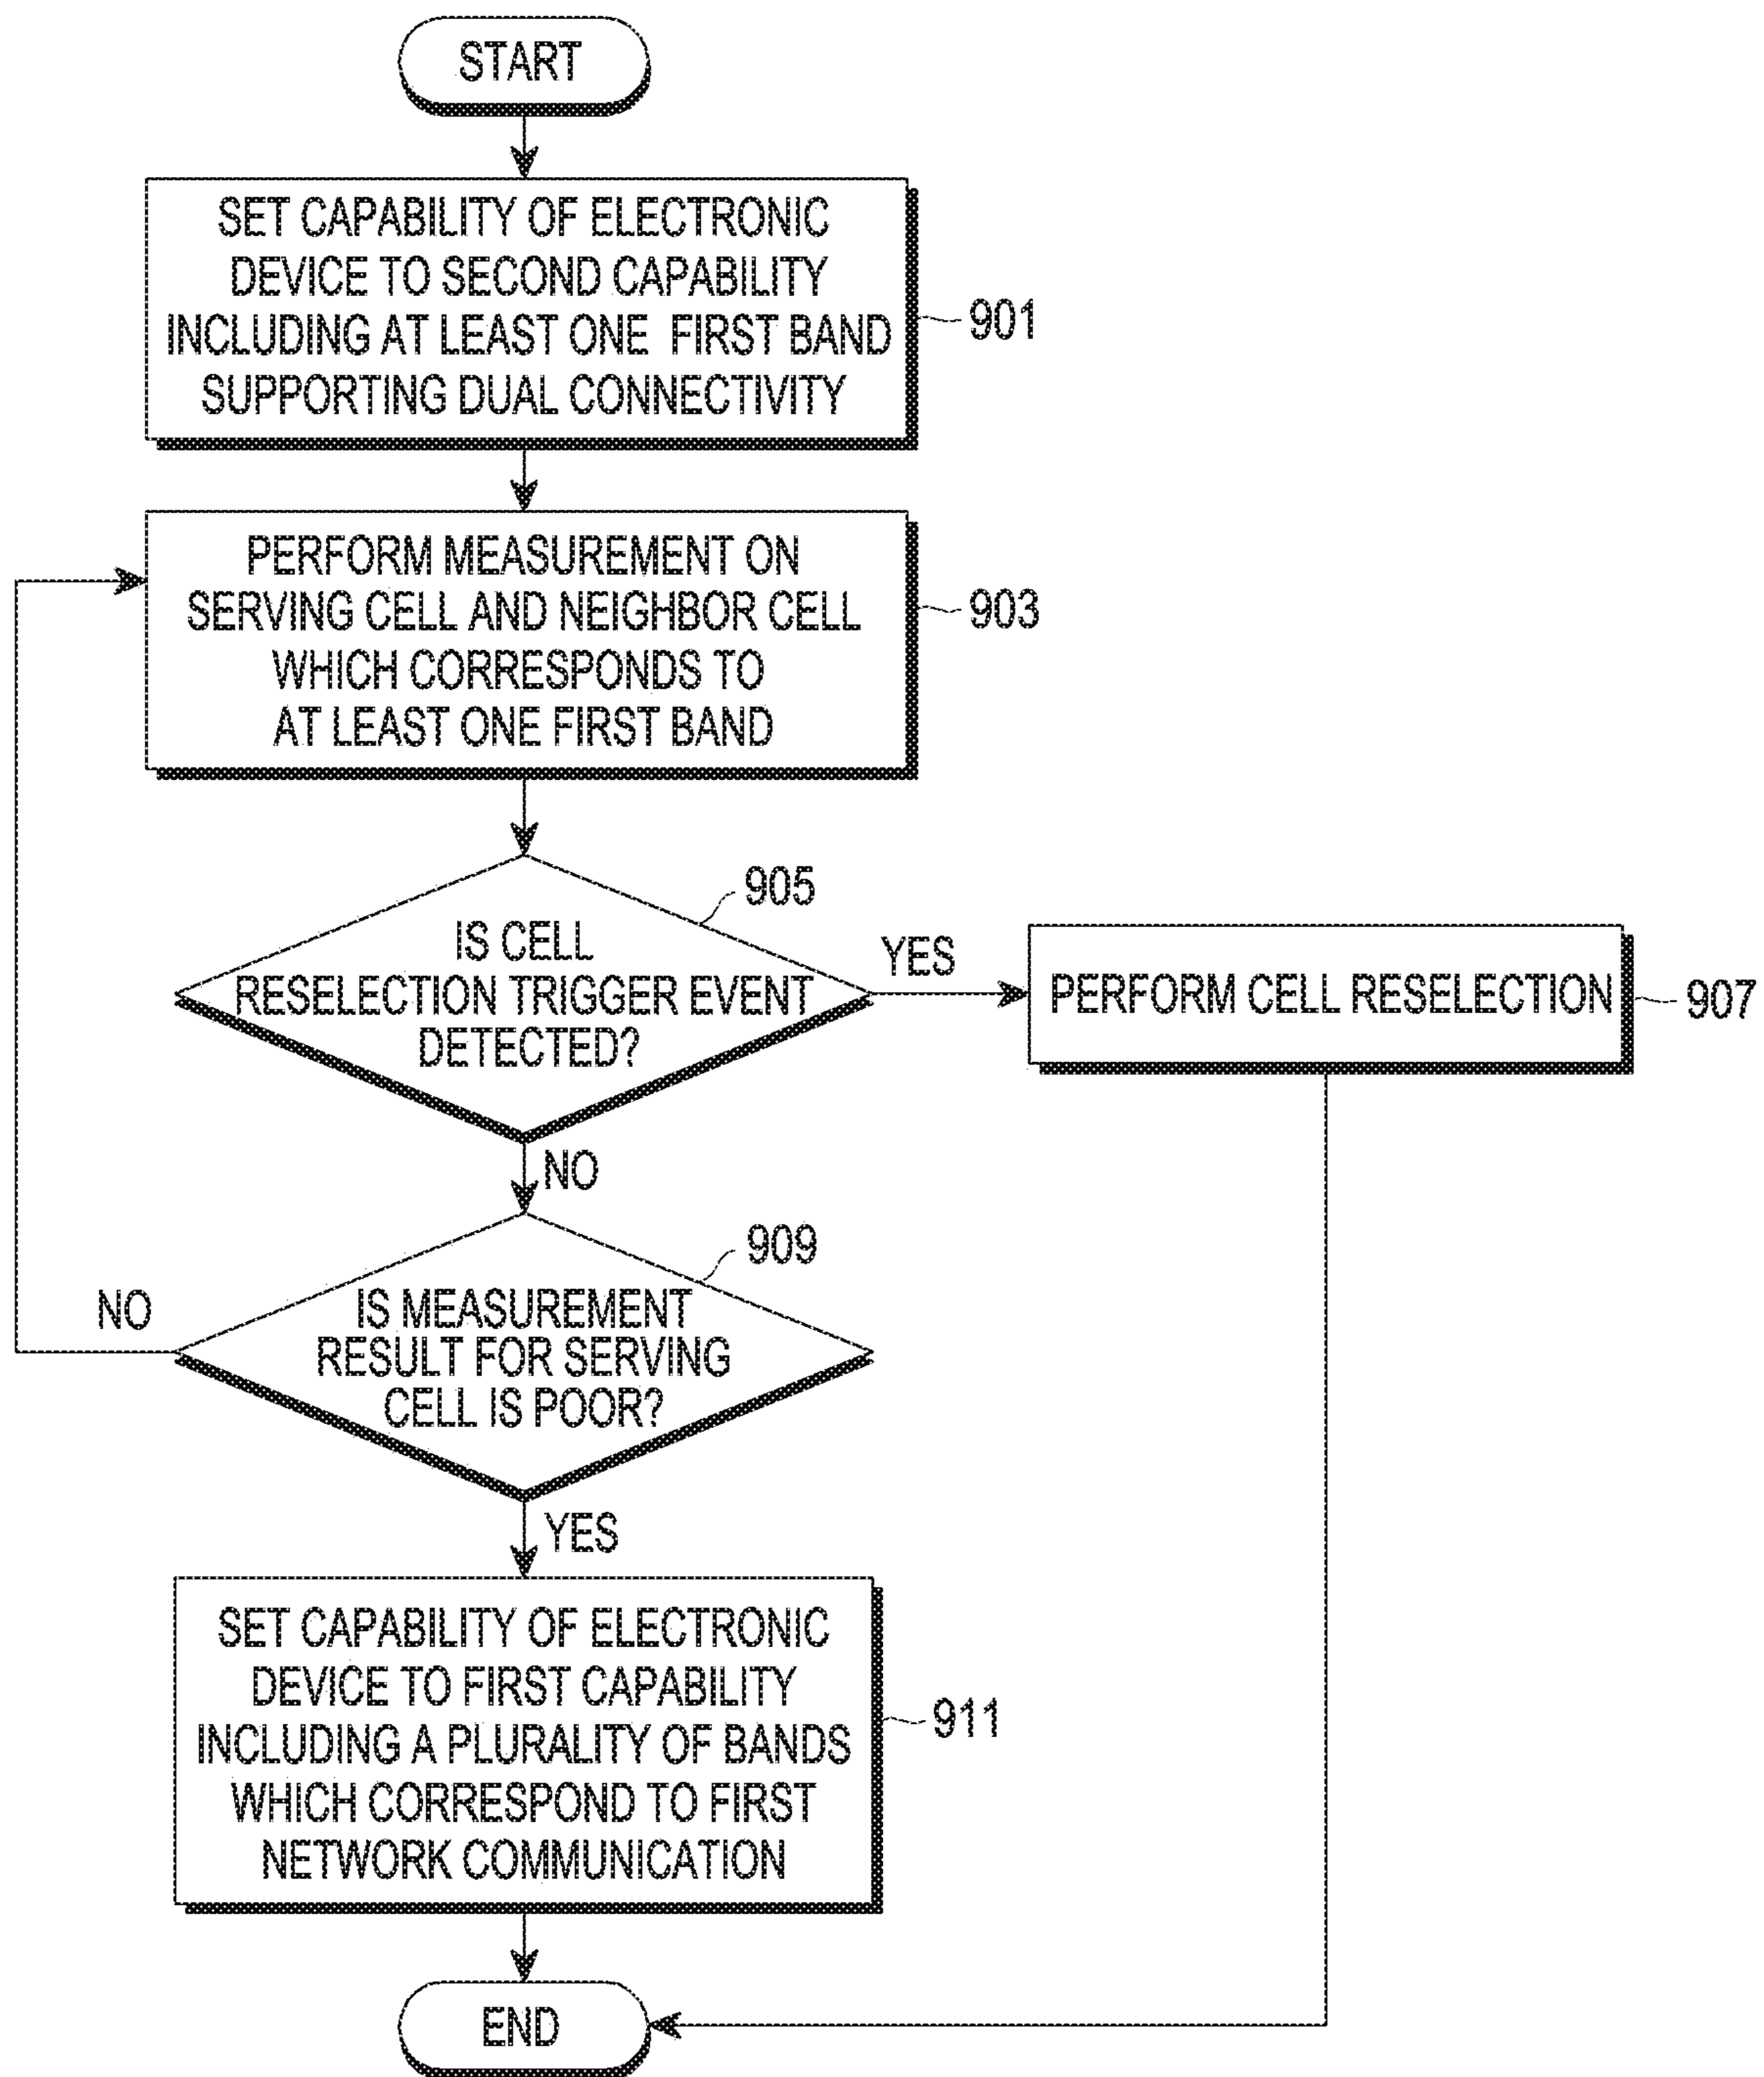 START
SET CAPABILITY OF ELECTRONIC
DEVICE TO SECOND CAPABILITY
INCLUDING AT LEAST ONE FIRST BAND
SUPPORTING DUAL CONNECTIVITY
901
PERFORM MEASUREMENT ON
SERVING CELL AND NEIGHBOR CELL
WHICH CORRESPONDS TO
AT LEAST ONE FIRST BAND
903
905
IS CELL
RESELECTION TRIGGER EVENT
DETECTED?
YES
PERFORM CELL RESELECTION
907
NO
909
NO
IS MEASUREMENT
RESULT FOR SERVING
CELL IS POOR?
YES
SET CAPABILITY OF ELECTRONIC
DEVICE TO FIRST CAPABILITY
INCLUDING A PLURALITY OF BANDS
WHICH CORRESPOND TO FIRST
NETWORK COMMUNICATION
911
END